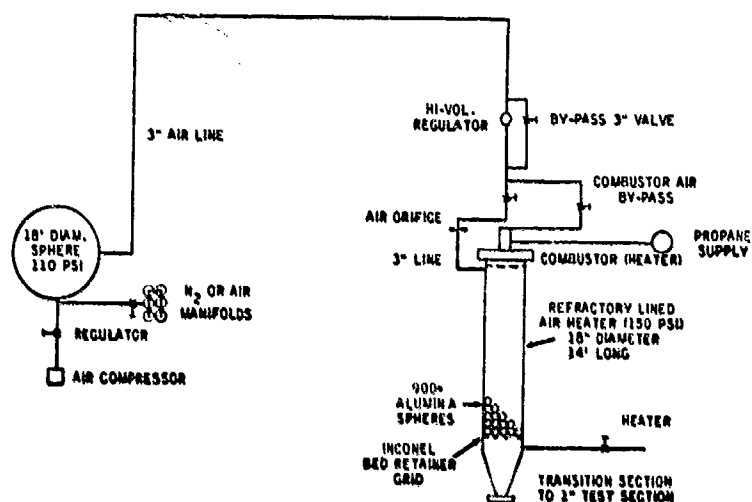 HI-VOL.
REGULATOR
BY-PASS 3" VALVE
3" AIR LINE
COMBUSTOR AIR
BY-PASS
AIR ORIFICE
18' DIAM.
SPHERE
110 PSI
3" LINE
COMBUSTOR (HEATER)
PROPANE
SUPPLY
N2 OR AIR
MANIFOLDS
REGULATOR
REFRACTORY LINED
AIR HEATER (150 PSI)
18" DIAMETER
14' LONG
AIR COMPRESSOR
900#
ALUMINA
SPHERES
HEATER
INCONEL
BED RETAINER
GRID
TRANSITION SECTION
TO 1" TEST SECTION